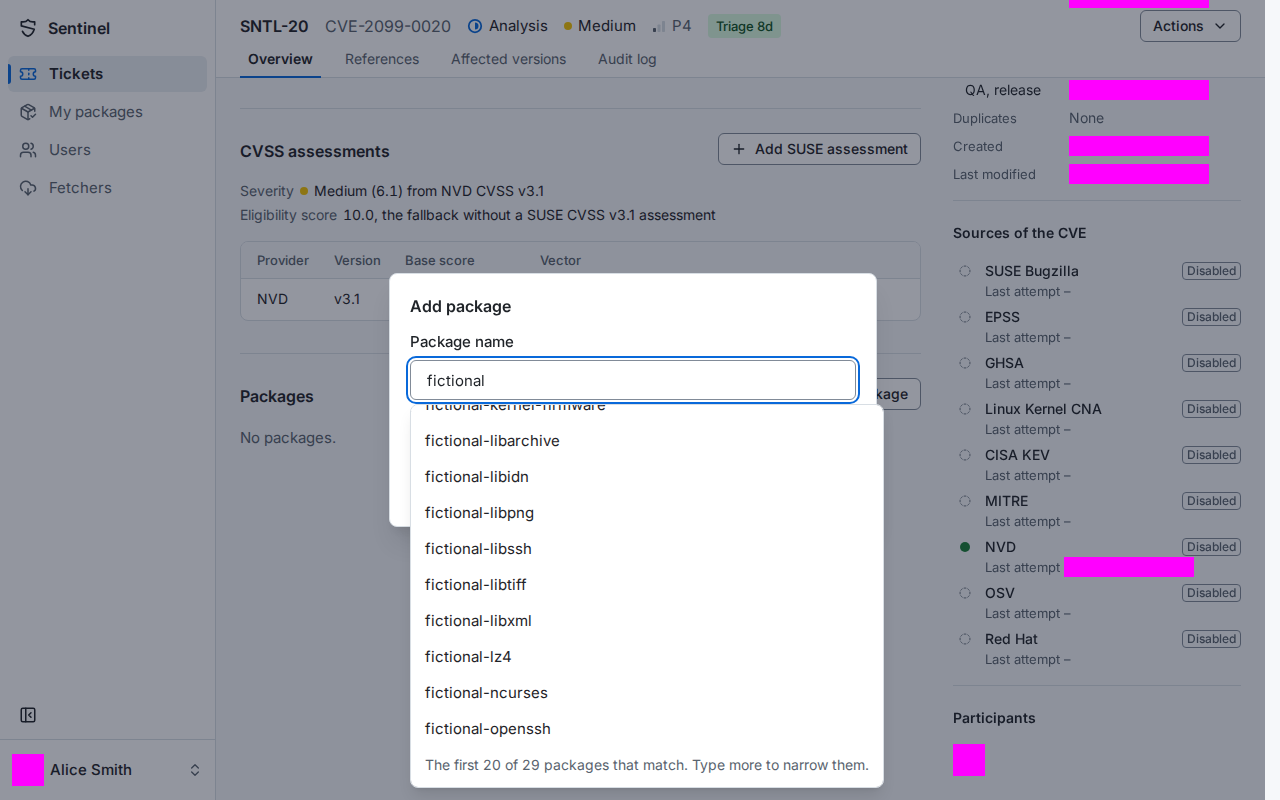 Sentinel
Tickets
My packages
Users
Fetchers
Alice Smith
SNTL-20 CVE-2099-0020 Analysis Medium P4 Triage 8d
Actions
Overview References Affected versions Audit log
CVSS assessments
Add SUSE assessment
Severity Medium (6.1) from NVD CVSS v3.1
Eligibility score 10.0, the fallback without a SUSE CVSS v3.1 assessment
Provider Version Base score Vector
NVD v3.1
Packages
No packages.
Add package
Package name
fictional
fictional-kernel-firmware
fictional-libarchive
fictional-libidn
fictional-libpng
fictional-libssh
fictional-libtiff
fictional-libxml
fictional-lz4
fictional-ncurses
fictional-openssh
The first 20 of 29 packages that match. Type more to narrow them.
QA, release
Duplicates None
Created
Last modified
Sources of the CVE
SUSE Bugzilla Disabled
Last attempt –
EPSS Disabled
Last attempt –
GHSA Disabled
Last attempt –
Linux Kernel CNA Disabled
Last attempt –
CISA KEV Disabled
Last attempt –
MITRE Disabled
Last attempt –
NVD Disabled
Last attempt
OSV Disabled
Last attempt –
Red Hat Disabled
Last attempt –
Participants